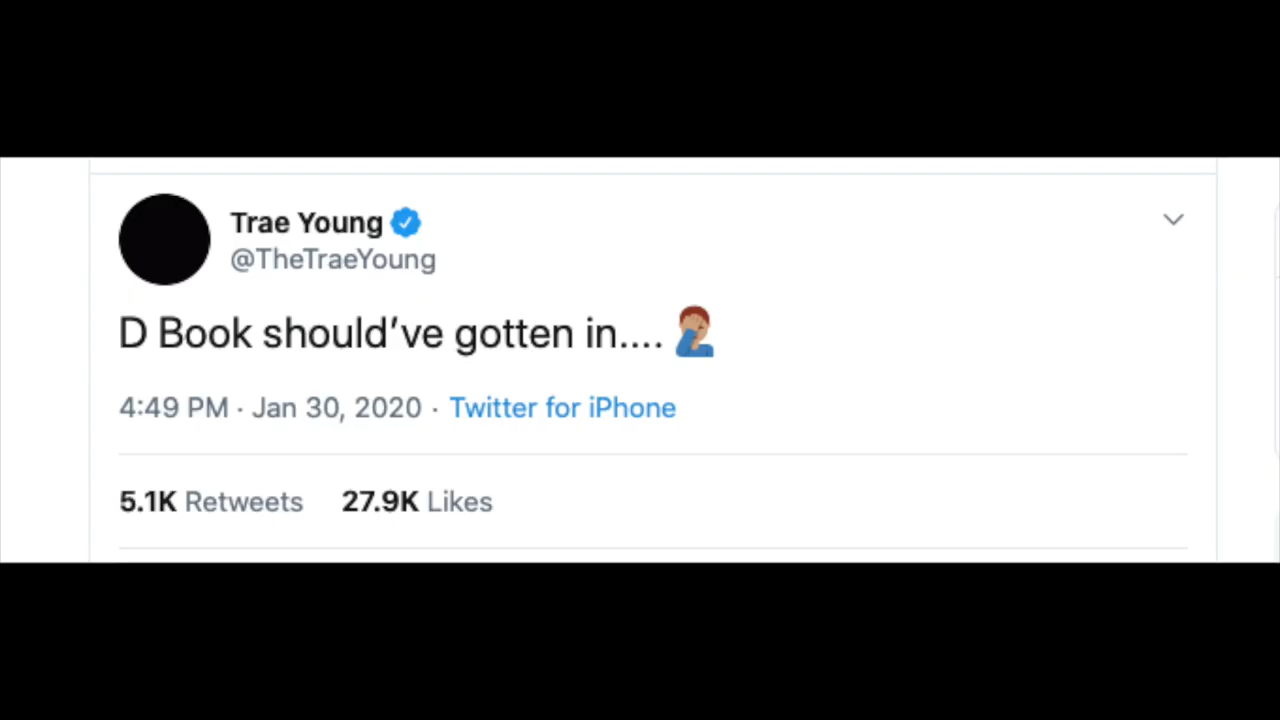 Trae Young
@TheTraeYoung
D Book should’ve gotten in.... 🤦🏽‍♂️
4:49 PM · Jan 30, 2020 · Twitter for iPhone
5.1K Retweets 27.9K Likes